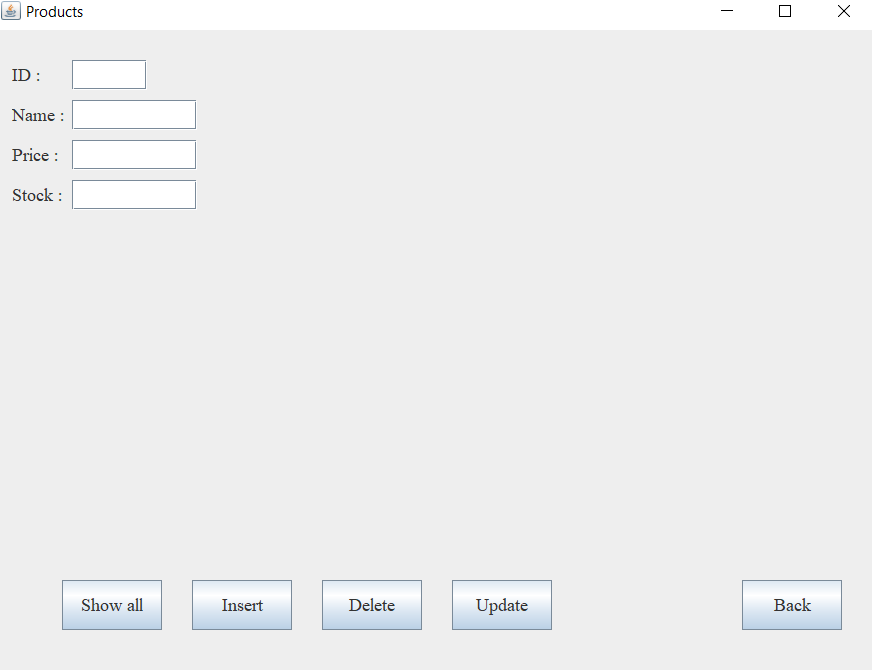 Products
ID :
Name :
Price :
Stock :
Show all Insert Delete Update Back